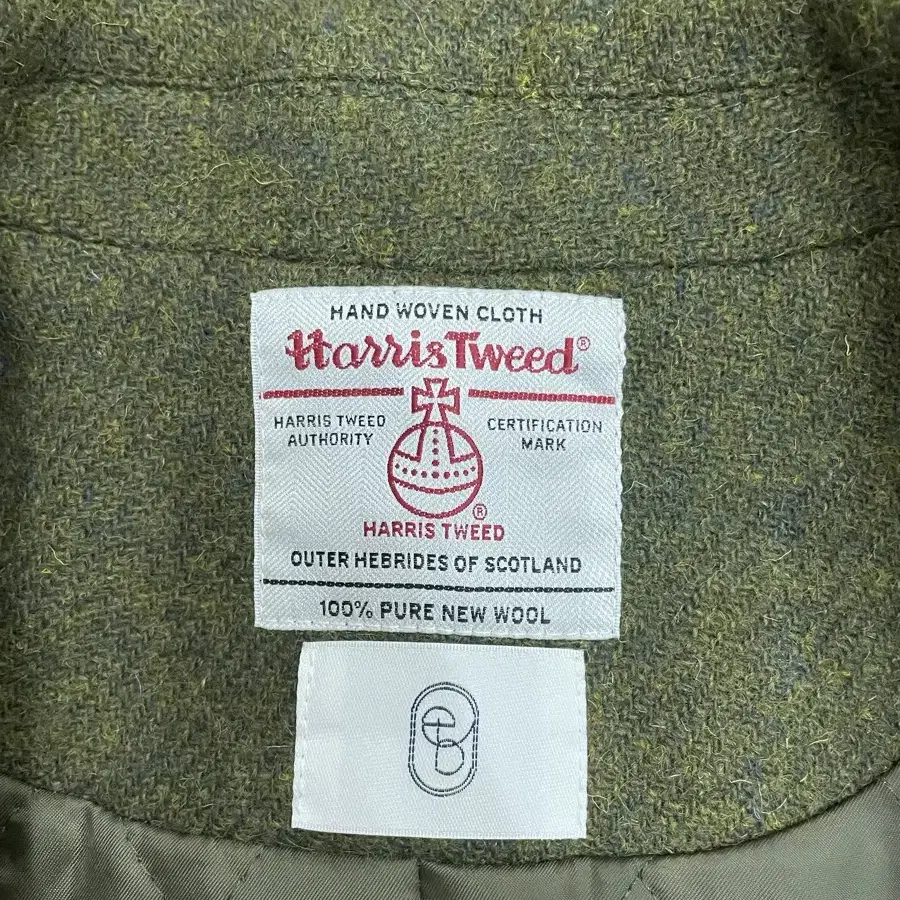 HAND WOVEN CLOTH
Harris Tweed®
HARRIS TWEED
AUTHORITY
CERTIFICATION
MARK
®
HARRIS TWEED
OUTER HEBRIDES OF SCOTLAND
100% PURE NEW WOOL